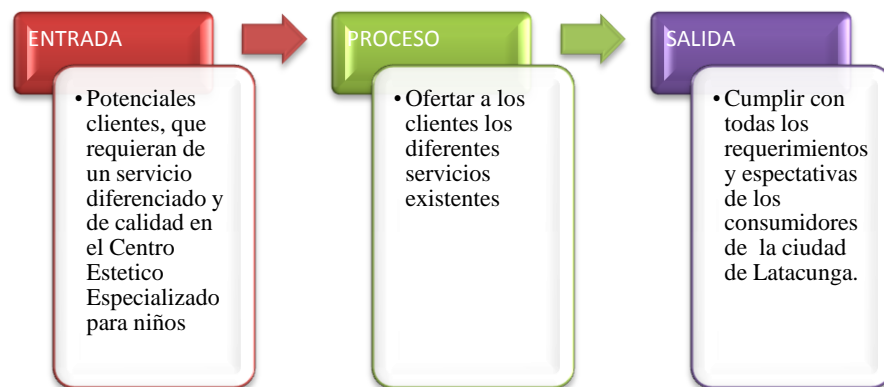 ENTRADA
• Potenciales
clientes, que
requieran de
un servicio
diferenciado y
de calidad en
el Centro
Estetico
Especializado
para niños
PROCESO
• Ofertar a los
clientes los
diferentes
servicios
existentes
SALIDA
• Cumplir con
todas los
requerimientos
y espectativas
de los
consumidores
de la ciudad
de Latacunga.